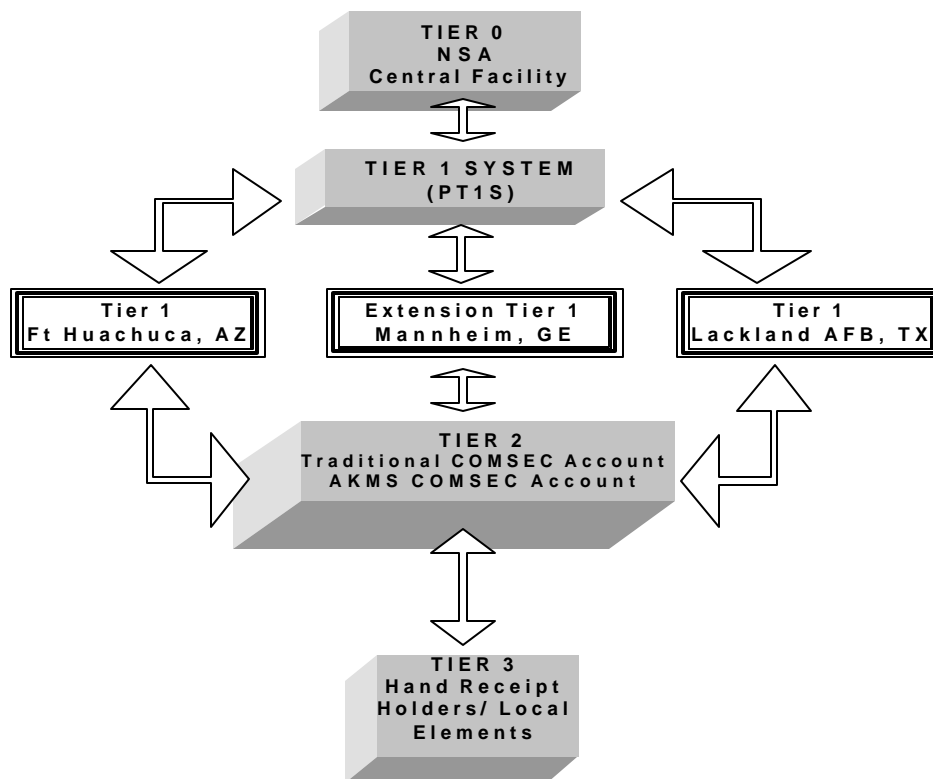 TIER 0
NSA
Central Facility
TIER 1 SYSTEM
(PT1S)
Tier 1
Ft Huachuca, AZ
Extension Tier 1
Mannheim, GE
Tier 1
Lackland AFB, TX
TIER 2
Traditional COMSEC Account
AKMS COMSEC Account
TIER 3
Hand Receipt
Holders/ Local
Elements